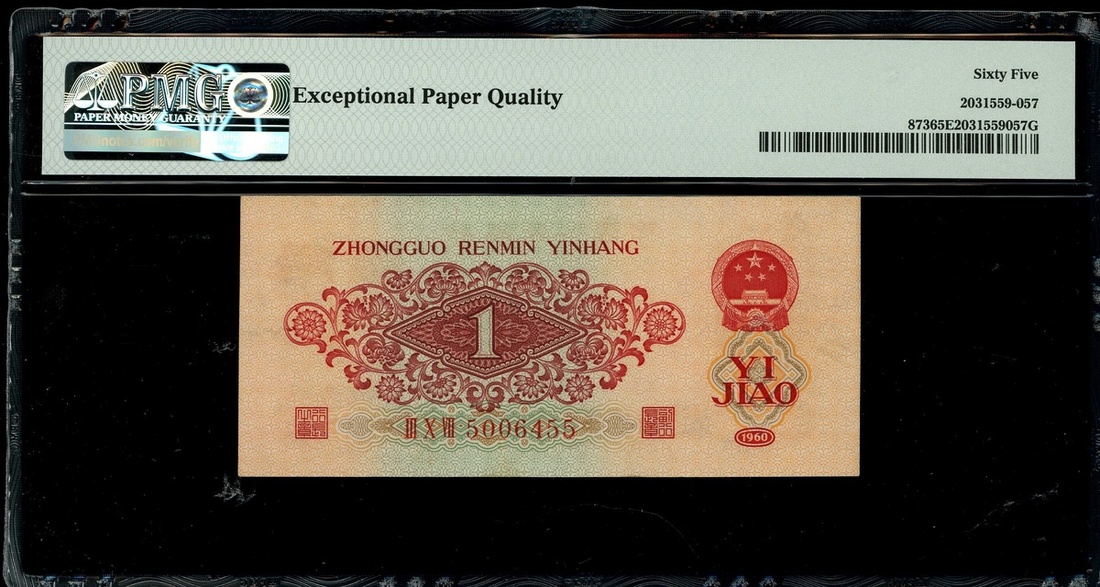 PMG
PAPER MONEY GUARANTY
Exceptional Paper Quality
Sixty Five
2031559-057
87365E2031559057G
ZHONGGUO RENMIN YINHANG
1
YI
JIAO
III X VIII 5006455
1960